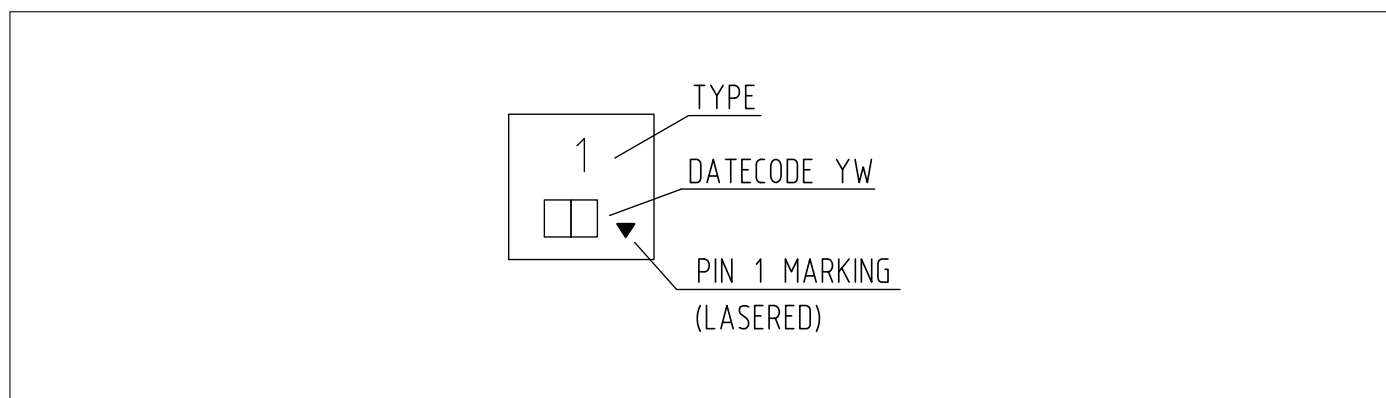 TYPE
1
DATECODE YW
PIN 1 MARKING
(LASERED)